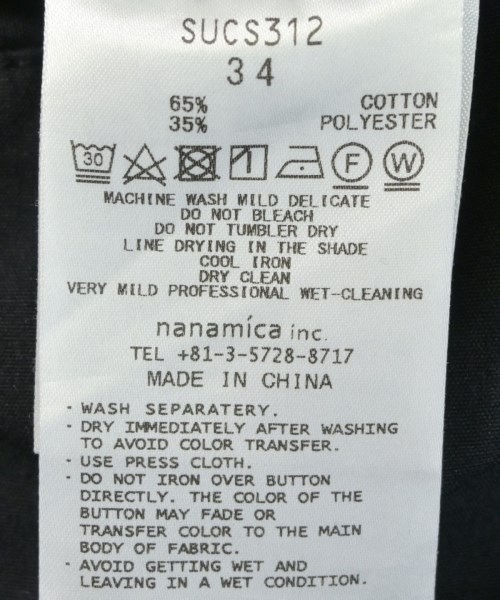 SUCS312
34
65% COTTON
35% POLYESTER
30 F W
MACHINE WASH MILD DELICATE
DO NOT BLEACH
DO NOT TUMBLER DRY
LINE DRYING IN THE SHADE
COOL IRON
DRY CLEAN
VERY MILD PROFESSIONAL WET-CLEANING
nanamica inc.
TEL +81-3-5728-8717
MADE IN CHINA
· WASH SEPARATERY.
· DRY IMMEDIATELY AFTER WASHING
TO AVOID COLOR TRANSFER.
· USE PRESS CLOTH.
· DO NOT IRON OVER BUTTON
DIRECTLY. THE COLOR OF THE
BUTTON MAY FADE OR
TRANSFER COLOR TO THE MAIN
BODY OF FABRIC.
· AVOID GETTING WET AND
LEAVING IN A WET CONDITION.